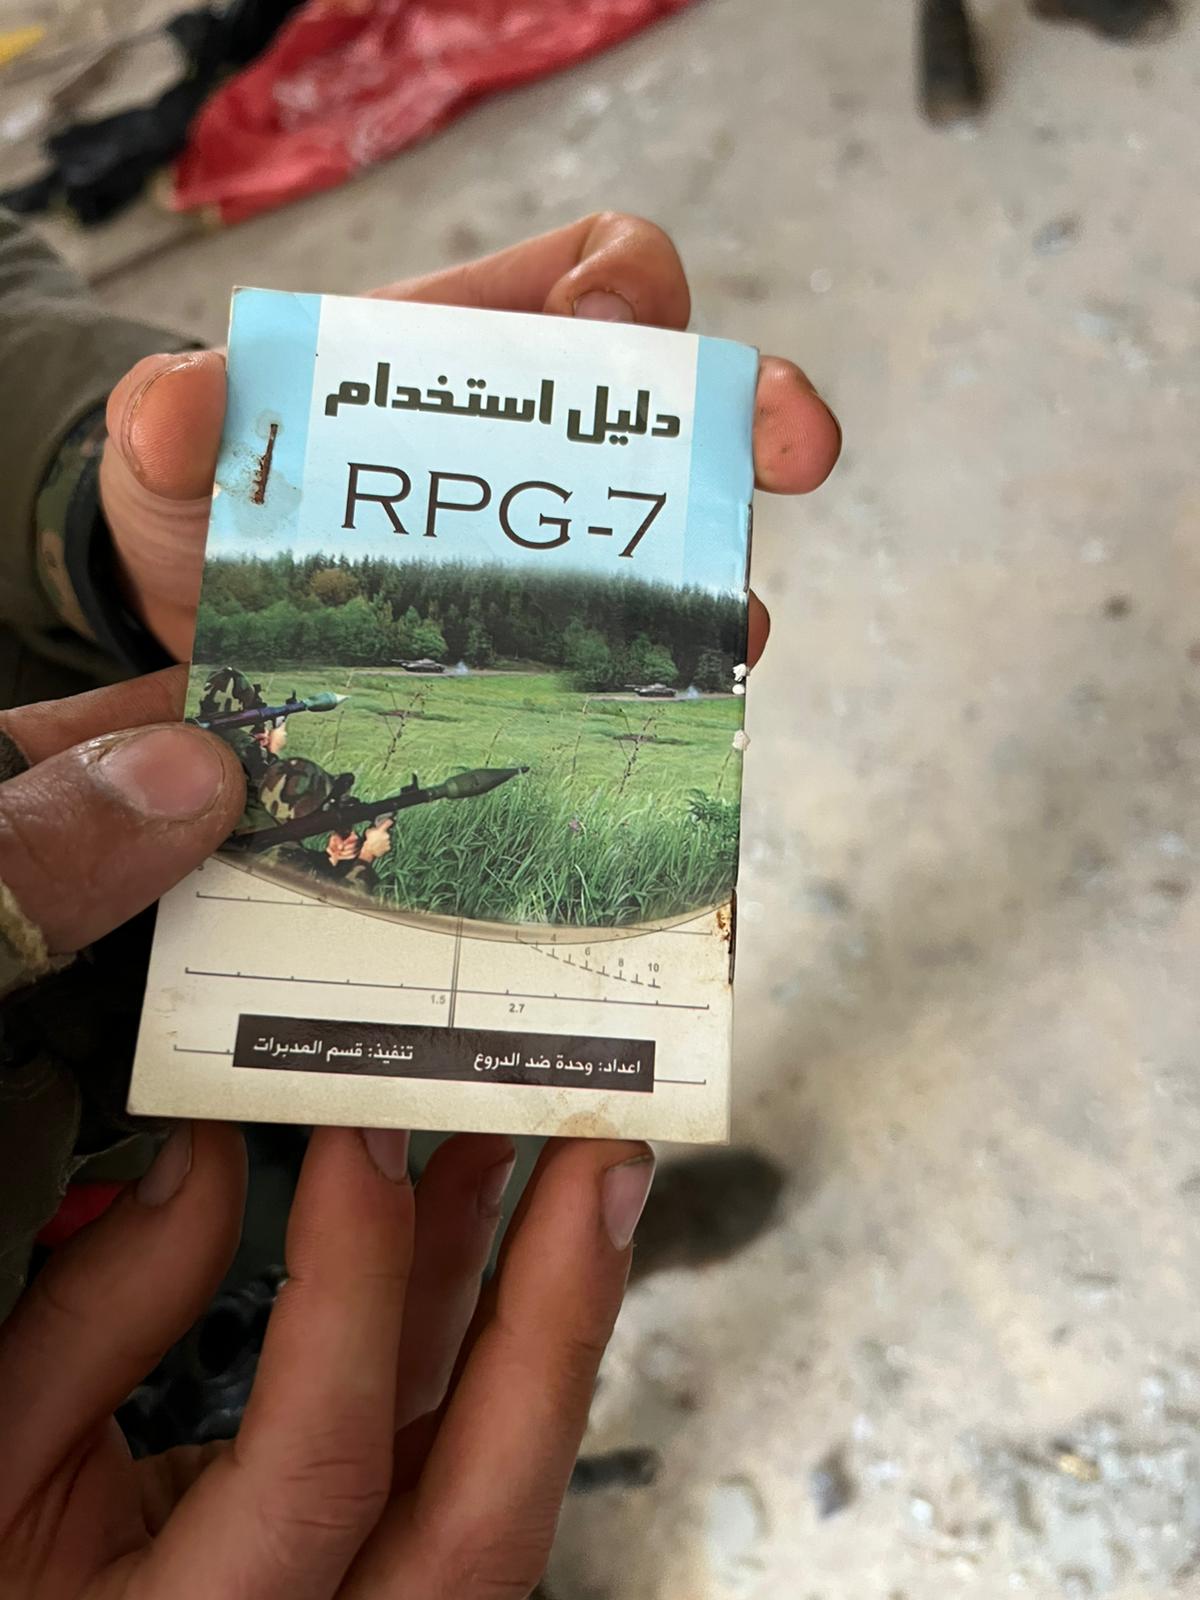 دليل استخدام
RPG-7
4 6 8 10
1.5 2.7
اعداد: وحدة ضد الدروع تنفيذ: قسم المدبرات